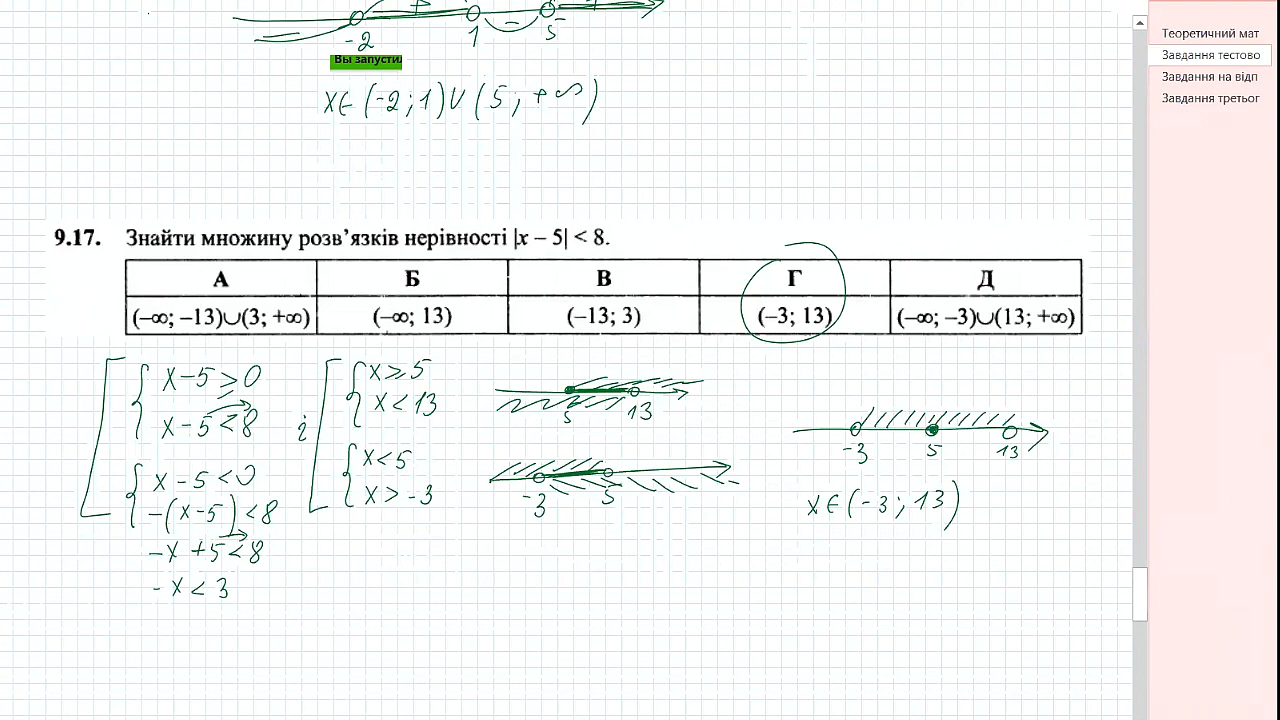 + -
-2 1 5
Вы запустил
x∈(-2;1)∪(5;+∞)
9.17. Знайти множину розв’язків нерівності |x – 5| < 8.
А Б В Г Д
(–∞; –13)∪(3; +∞) (–∞; 13) (–13; 3) (–3; 13) (–∞; –3)∪(13; +∞)
x-5≥0
x-5<8
x-5<0
-(x-5)<8
-x+5<8
-x<3
і
x≥5
x<13
x<5
x>-3
5 13
-3 5
-3 5 13
x∈(-3;13)
Теоретичний мат
Завдання тестово
Завдання на відп
Завдання третьог